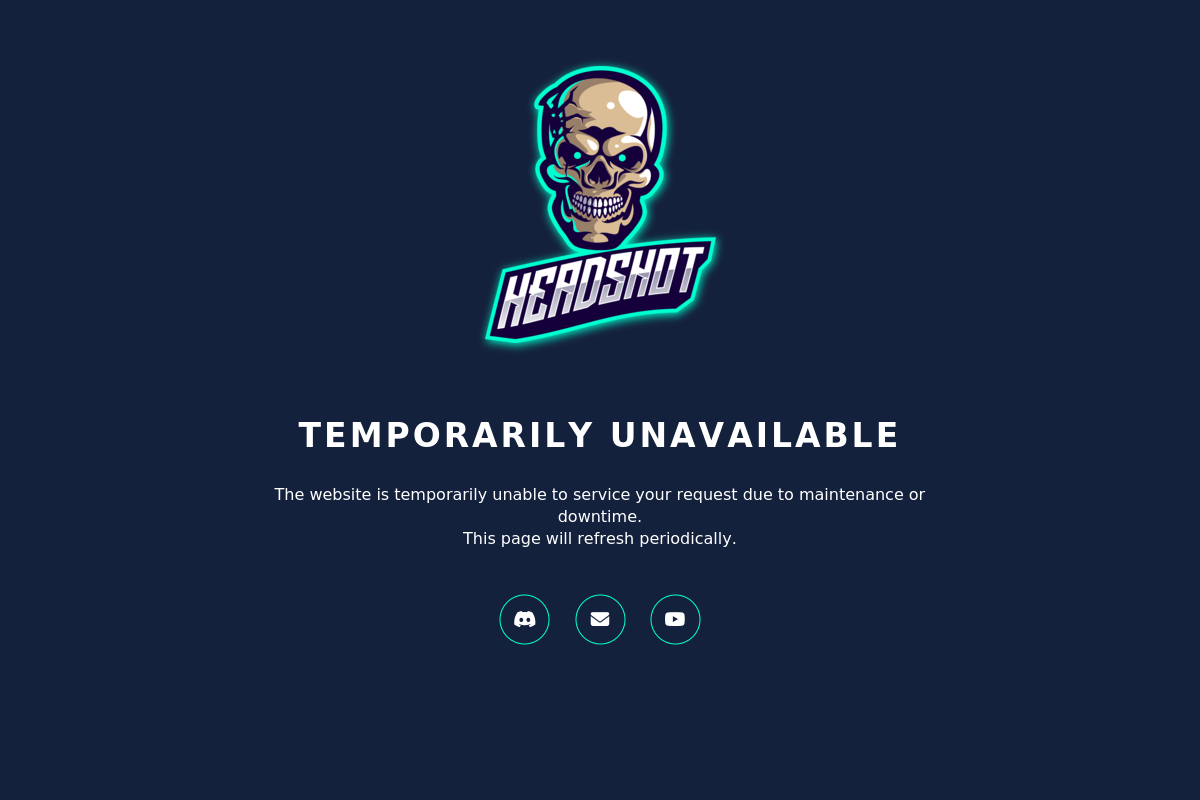 HEADSHOT
TEMPORARILY UNAVAILABLE
The website is temporarily unable to service your request due to maintenance or
downtime.
This page will refresh periodically.